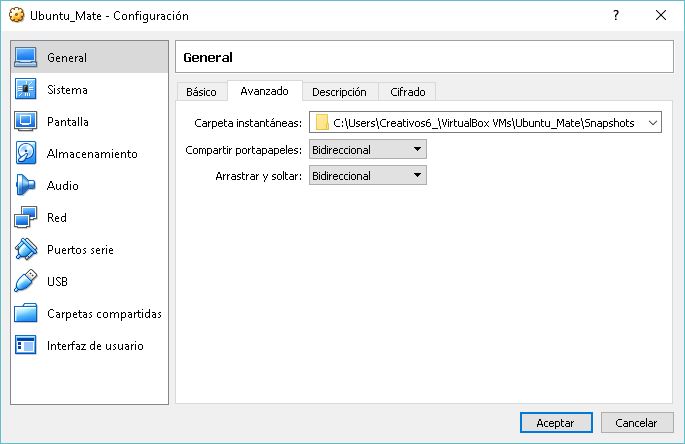 Ubuntu_Mate - Configuración
?
General
Sistema
Pantalla
Almacenamiento
Audio
Red
Puertos serie
USB
Carpetas compartidas
Interfaz de usuario
General
Básico Avanzado Descripción Cifrado
Carpeta instantáneas: C:\Users\Creativos6_\VirtualBox VMs\Ubuntu_Mate\Snapshots
Compartir portapapeles: Bidireccional
Arrastrar y soltar: Bidireccional
Aceptar Cancelar